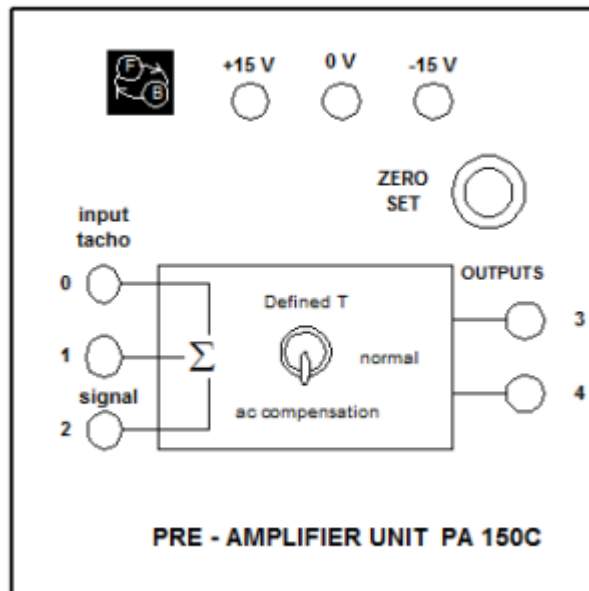 F
B
+15 V 0 V -15 V
ZERO
SET
input
tacho
0
1
signal
2
Σ
Defined T
normal
ac compensation
OUTPUTS
3
4
PRE - AMPLIFIER UNIT PA 150C